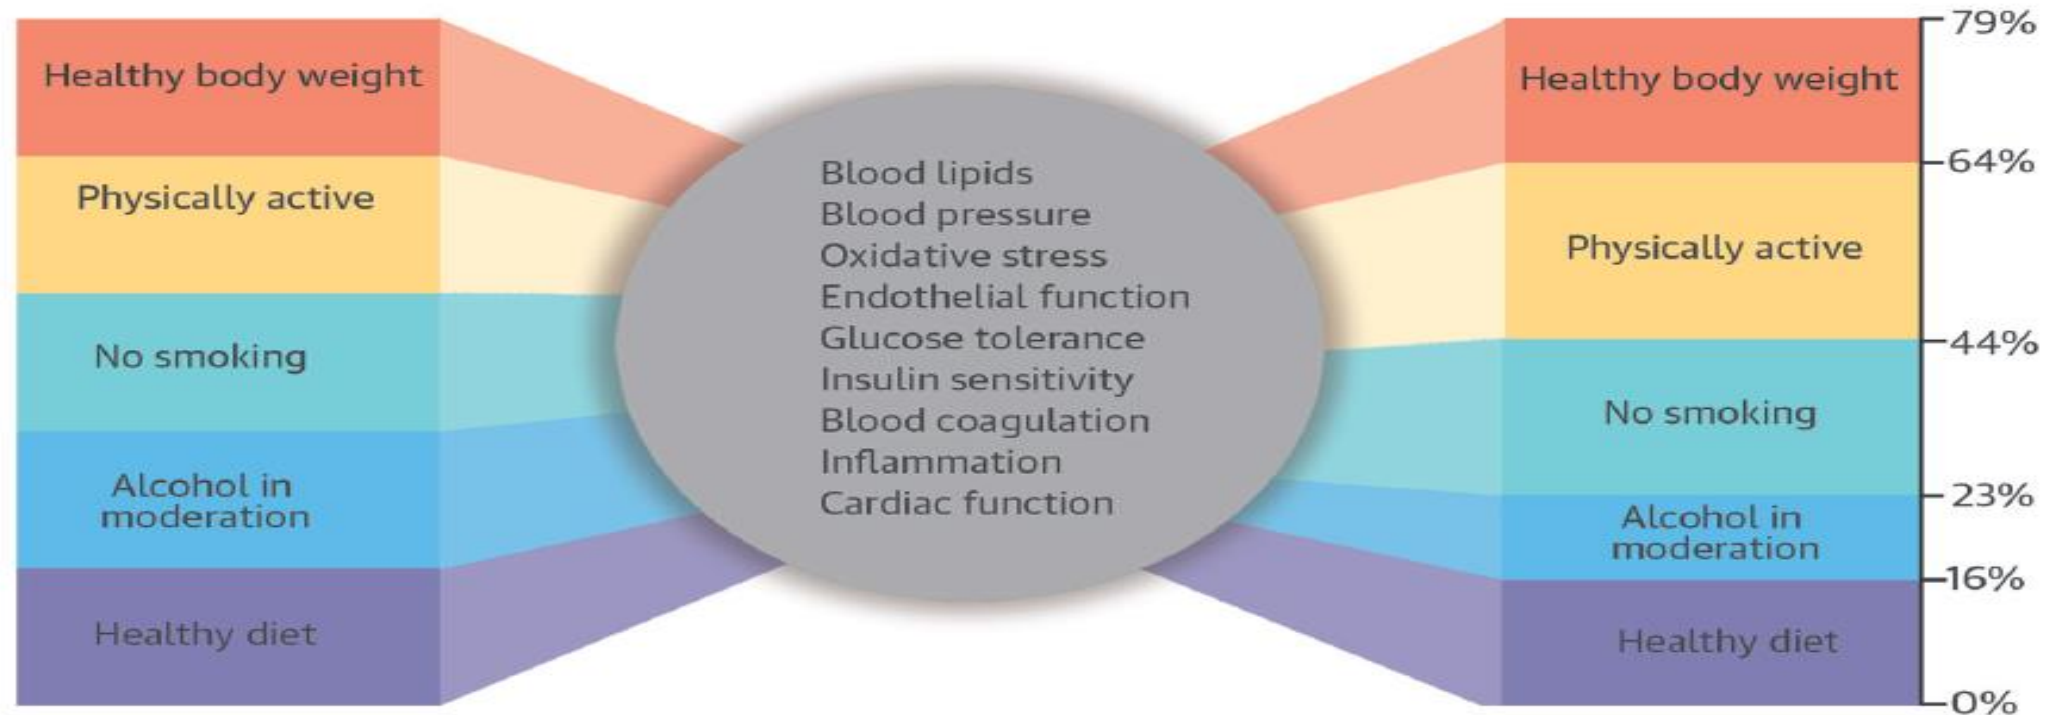 Healthy body weight
Physically active
No smoking
Alcohol in
moderation
Healthy diet
Blood lipids
Blood pressure
Oxidative stress
Endothelial function
Glucose tolerance
Insulin sensitivity
Blood coagulation
Inflammation
Cardiac function
Healthy body weight
Physically active
No smoking
Alcohol in
moderation
Healthy diet
79%
64%
44%
23%
16%
0%